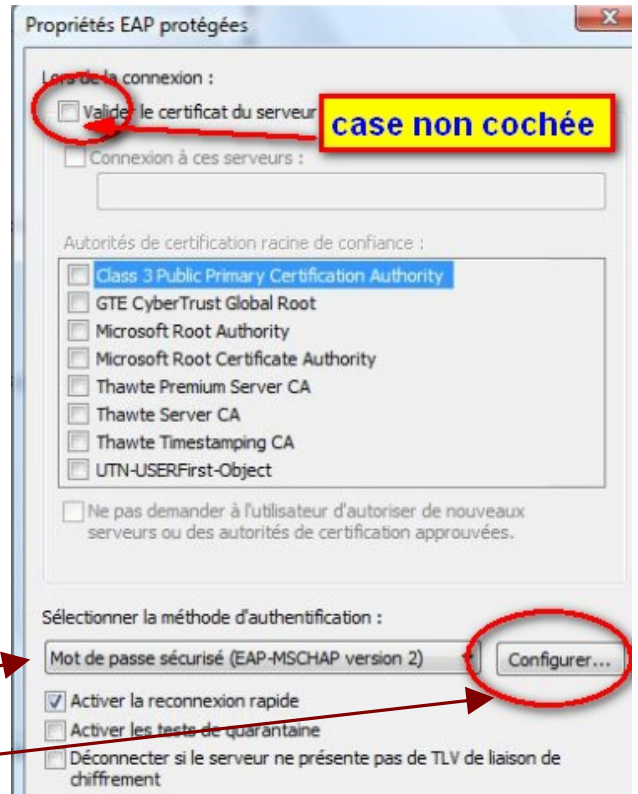 Propriétés EAP protégées
Lors de la connexion :
Valider le certificat du serveur
case non cochée
Connexion à ces serveurs :
Autorités de certification racine de confiance :
Class 3 Public Primary Certification Authority
GTE CyberTrust Global Root
Microsoft Root Authority
Microsoft Root Certificate Authority
Thawte Premium Server CA
Thawte Server CA
Thawte Timestamping CA
UTN-USERFirst-Object
Ne pas demander à l'utilisateur d'autoriser de nouveaux
serveurs ou des autorités de certification approuvées.
Sélectionner la méthode d'authentification :
Mot de passe sécurisé (EAP-MSCHAP version 2)
Configurer...
Activer la reconnexion rapide
Activer les tests de quarantaine
Déconnecter si le serveur ne présente pas de TLV de liaison de
chiffrement